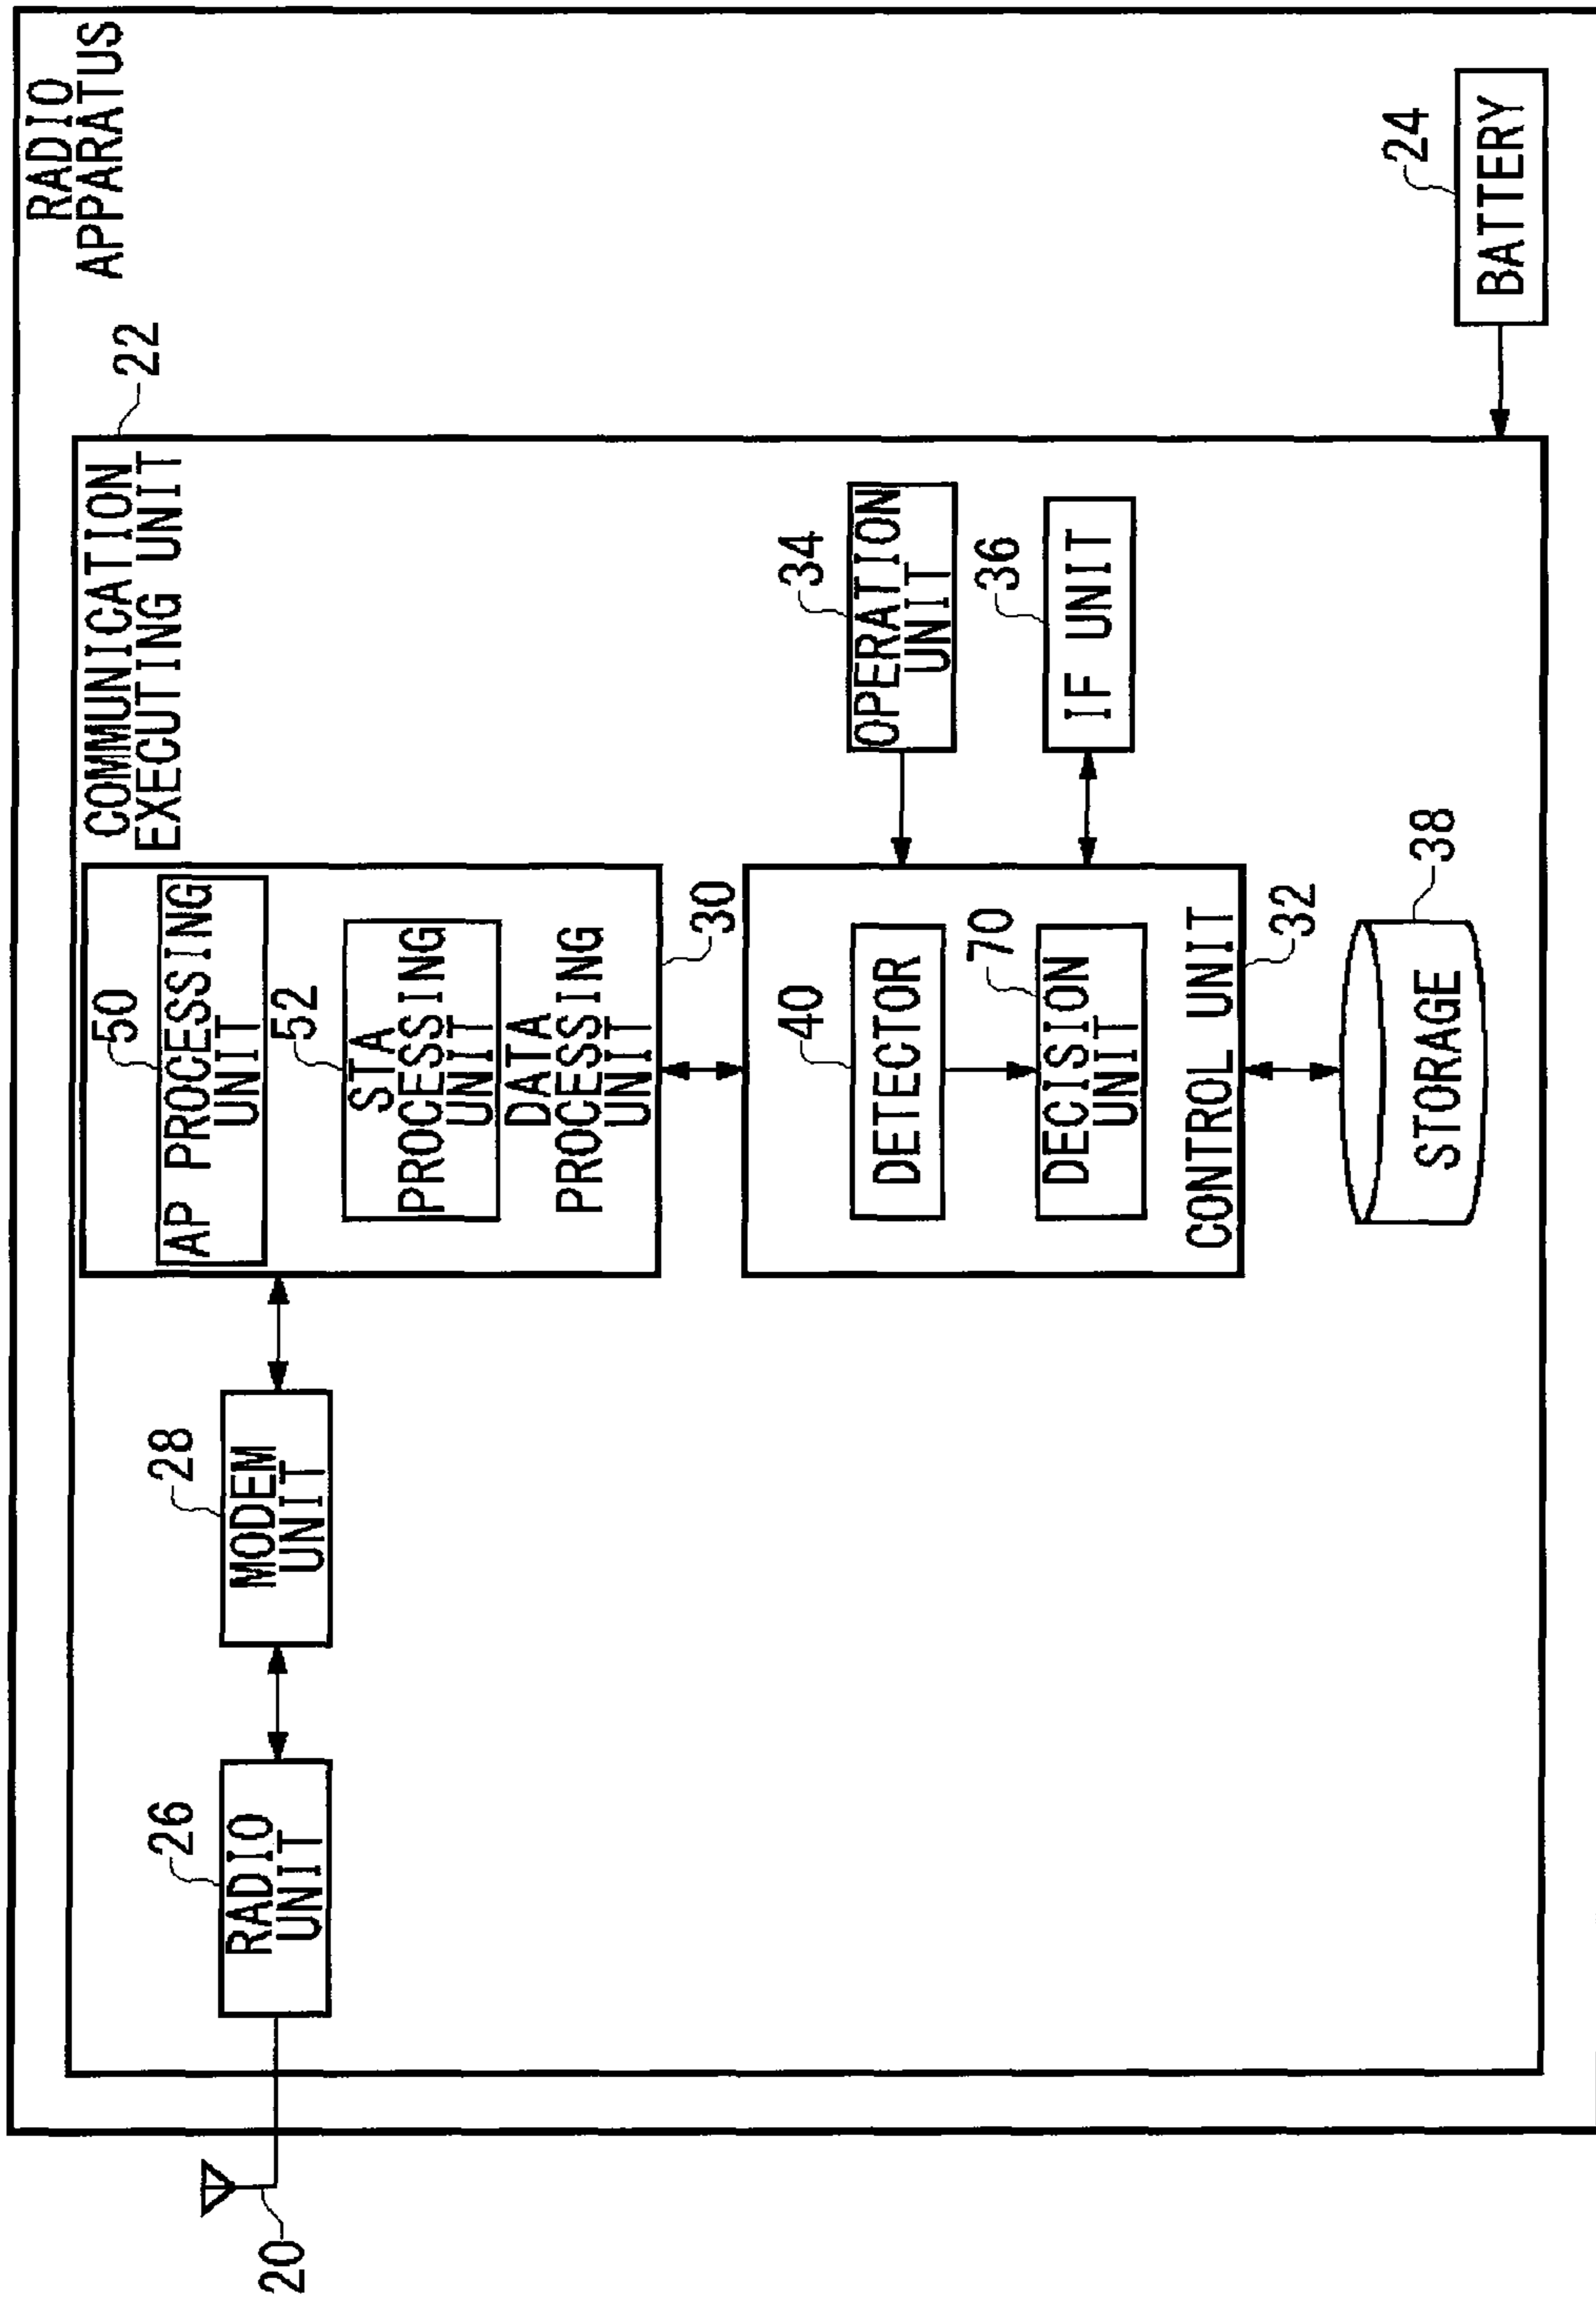 RADIO
APPARATUS
22
COMMUNICATION
EXECUTING UNIT
20
26
RADIO
UNIT
28
MODEM
UNIT
50
AP PROCESSING
UNIT
52
STA
PROCESSING
UNIT
DATA
PROCESSING
UNIT
30
34
OPERATION
UNIT
36
IF UNIT
40
DETECTOR
70
DECISION
UNIT
CONTROL UNIT
32
38
STORAGE
24
BATTERY